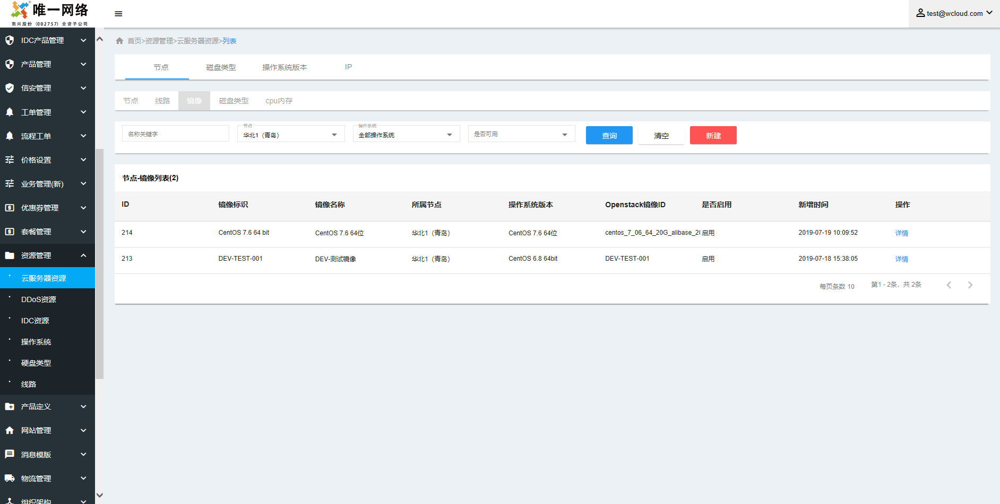 唯一网络
南兴股份 (002757) 全资子公司
test@wcloud.com
IDC产品管理
产品管理
信安管理
工单管理
流程工单
价格设置
业务管理(新)
优惠券管理
套餐管理
资源管理
云服务器资源
DDoS资源
IDC资源
操作系统
硬盘类型
线路
产品定义
网站管理
消息模版
物流管理
组织架构
首页>资源管理>云服务器资源>列表
节点 磁盘类型 操作系统版本 IP
节点 线路 镜像 磁盘类型 cpu内存
名称关键字
节点
华北1（青岛）
操作系统
全部操作系统
是否可用
查询 清空 新建
节点-镜像列表(2)
ID 镜像标识 镜像名称 所属节点 操作系统版本 Openstack镜像ID 是否启用 新增时间 操作
214 CentOS 7.6 64 bit CentOS 7.6 64位 华北1（青岛） CentOS 7.6 64位 centos_7_06_64_20G_alibase_20 启用 2019-07-19 10:09:52 详情
213 DEV-TEST-001 DEV-测试镜像 华北1（青岛） CentOS 6.8 64bit DEV-TEST-001 启用 2019-07-18 15:38:05 详情
每页条数 10 第1 - 2条，共 2条